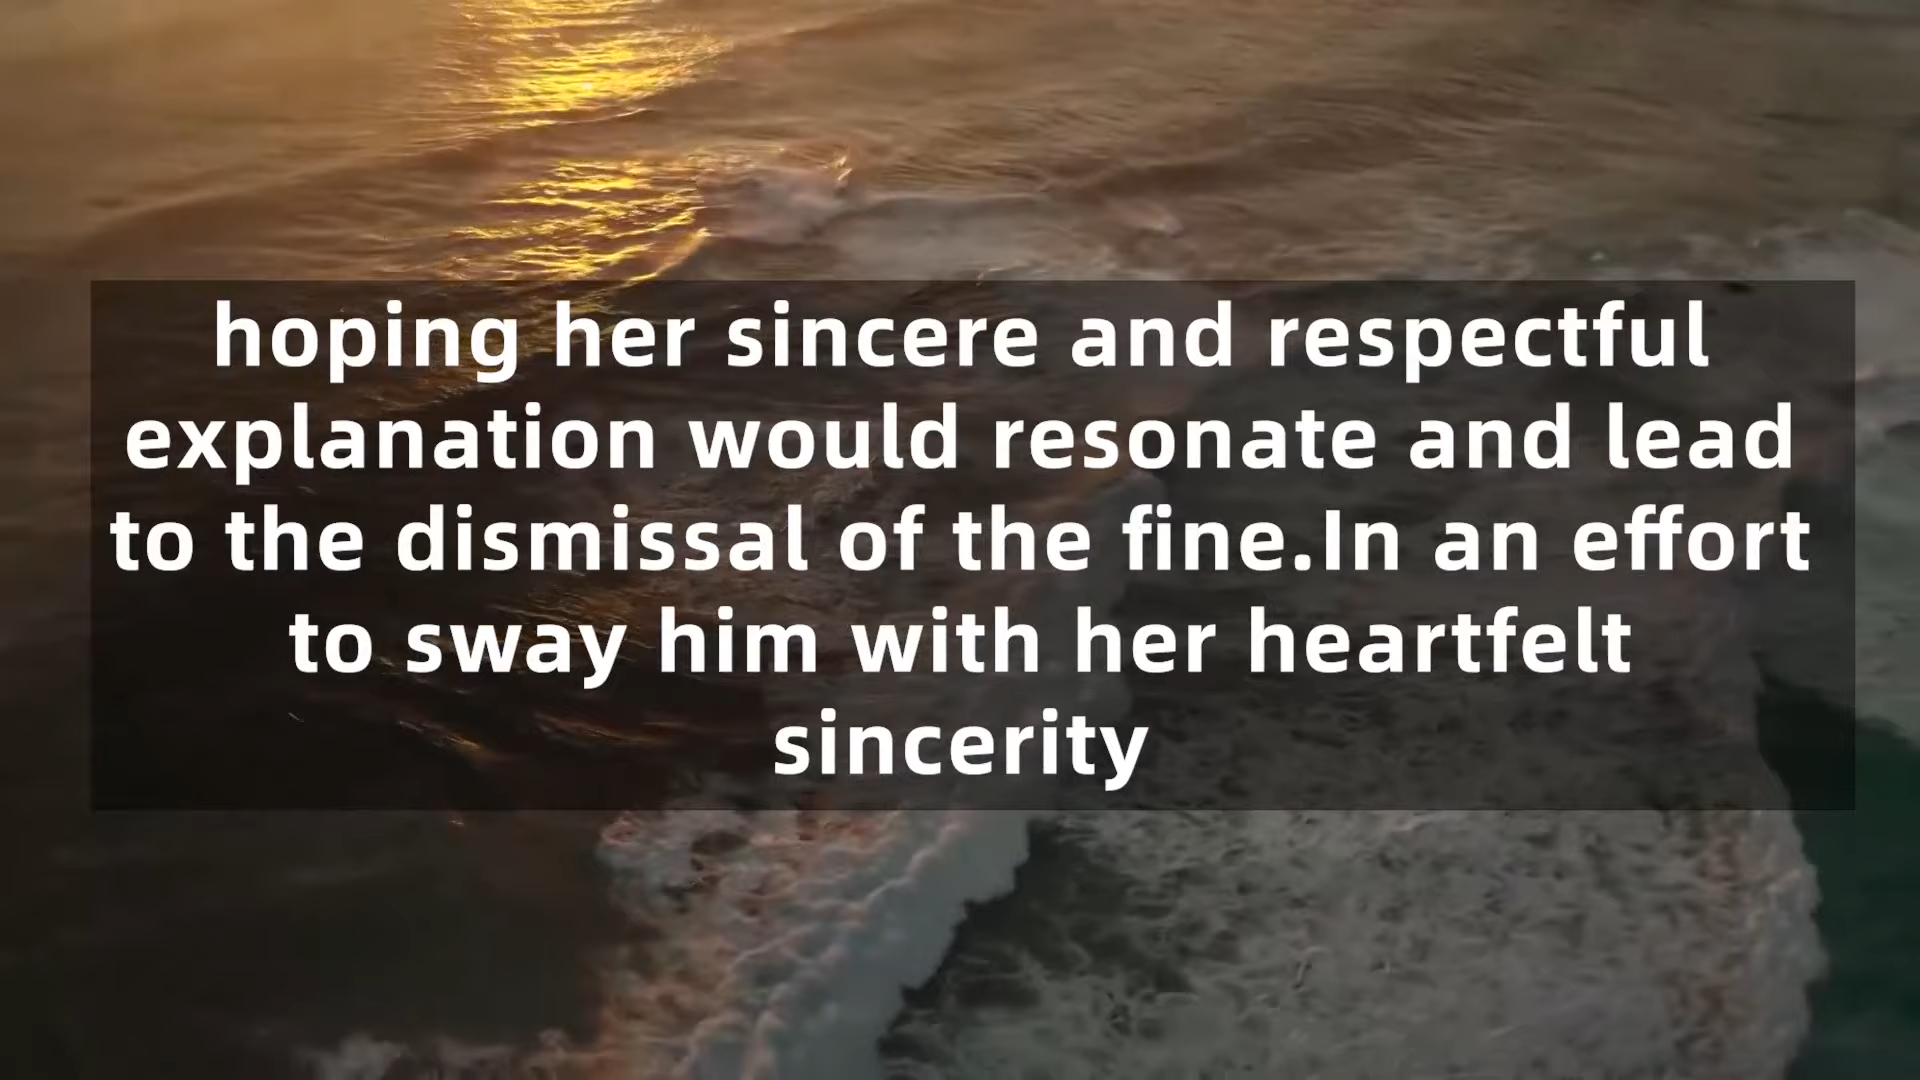 hoping her sincere and respectful
explanation would resonate and lead
to the dismissal of the fine.In an effort
to sway him with her heartfelt
sincerity